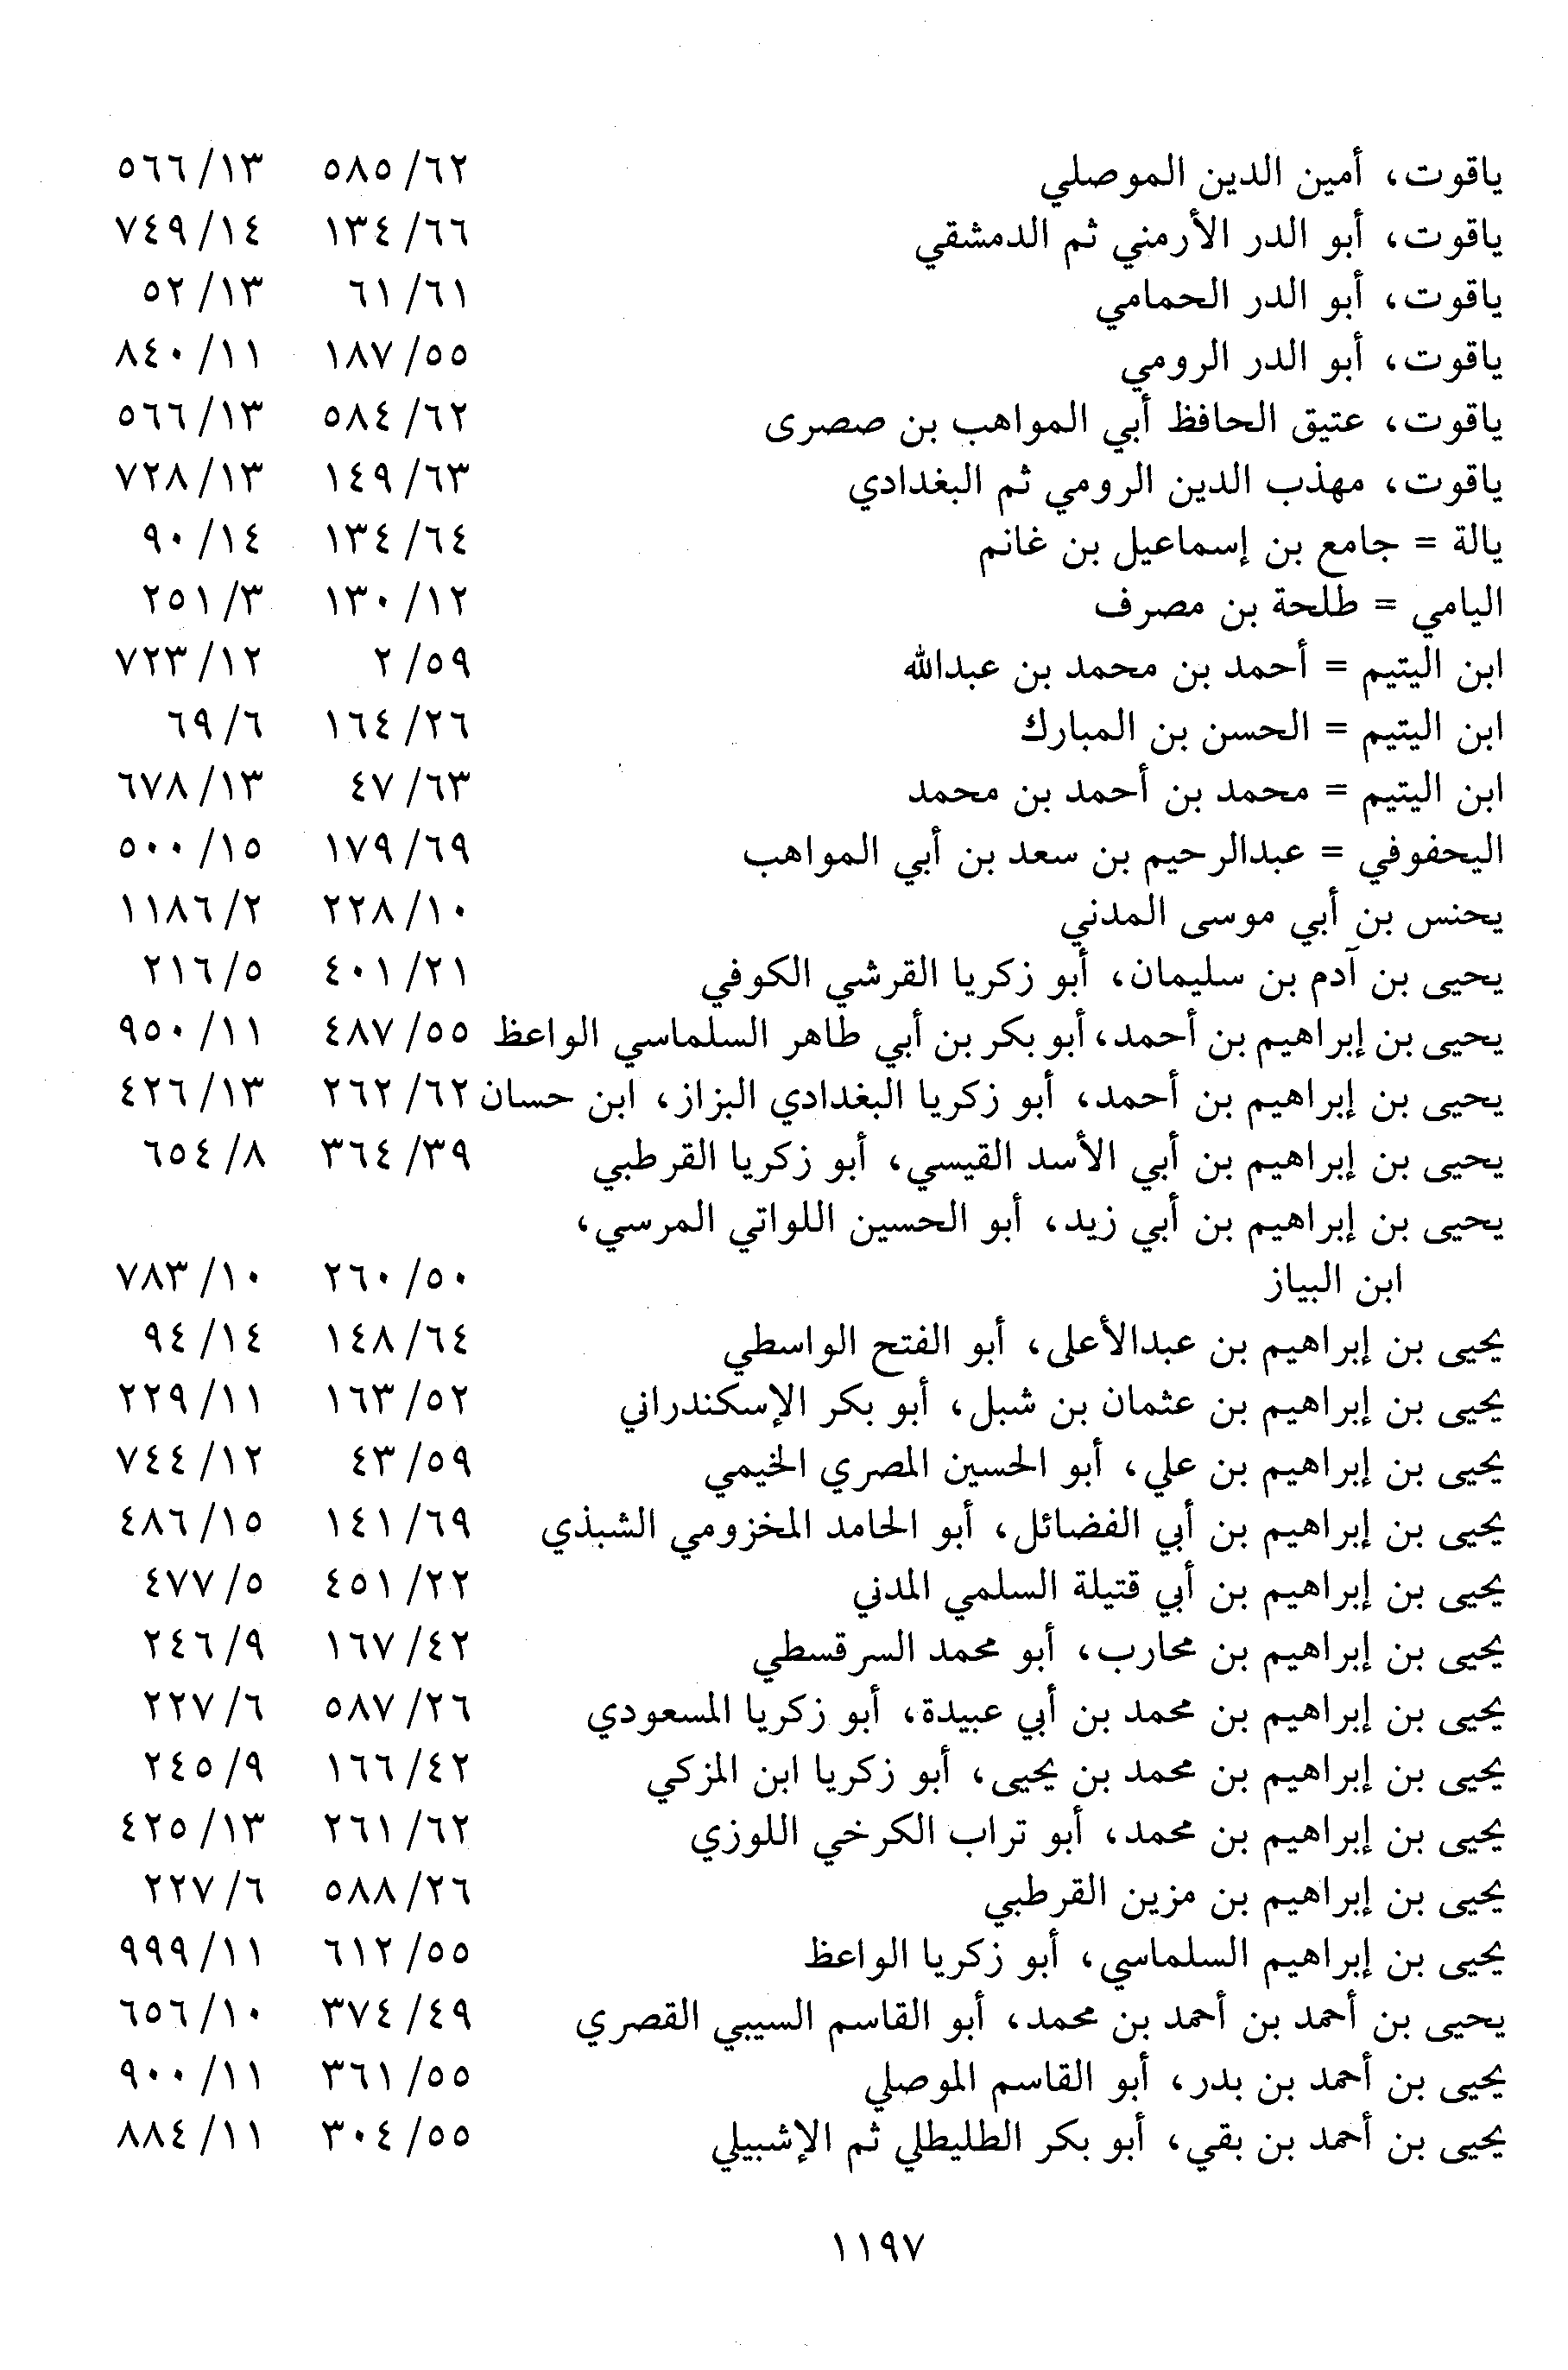 ياقوت، أمين الدين الموصلي ٦٢/ ٥٨٥ ١٣/ ٥٦٦
ياقوت، أبو الدر الأرمني ثم الدمشقي ٦٦/ ١٣٤ ١٤/ ٧٤٩
ياقوت، أبو الدر الحمامي ٦١/ ٦١ ١٣/ ٥٢
ياقوت، أبو الدر الرومي ٥٥/ ١٨٧ ١١/ ٨٤٠
ياقوت، عتيق الحافظ أبي المواهب بن صصرى ٦٢/ ٥٨٤ ١٣/ ٥٦٦
ياقوت، مهذب الدين الرومي ثم البغدادي ٦٣/ ١٤٩ ١٣/ ٧٢٨
يالة = جامع بن إسماعيل بن غانم ٦٤/ ١٣٤ ١٤/ ٩٠
اليامي = طلحة بن مصرف ١٢/ ١٣٠ ٣/ ٢٥١
ابن اليتيم = أحمد بن محمد بن عبدالله ٥٩/ ٢ ١٢/ ٧٢٣
ابن اليتيم = الحسن بن المبارك ٢٦/ ١٦٤ ٦/ ٦٩
ابن اليتيم = محمد بن أحمد بن محمد ٦٣/ ٤٧ ١٣/ ٦٧٨
اليحفوفي = عبدالرحيم بن سعد بن أبي المواهب ٦٩/ ١٧٩ ١٥/ ٥٠٠
يحنس بن أبي موسى المدني ١٠/ ٢٢٨ ٢/ ١١٨٦
يحيى بن آدم بن سليمان، أبو زكريا القرشي الكوفي ٢١/ ٤٠١ ٥/ ٢١٦
يحيى بن إبراهيم بن أحمد، أبو بكر بن أبي طاهر السلماسي الواعظ ٥٥/ ٤٨٧ ١١/ ٩٥٠
يحيى بن إبراهيم بن أحمد، أبو زكريا البغدادي البزاز، ابن حسان ٦٢/ ٢٦٢ ١٣/ ٤٢٦
يحيى بن إبراهيم بن أبي الأسد القيسي، أبو زكريا القرطبي ٣٩/ ٣٦٤ ٨/ ٦٥٤
يحيى بن إبراهيم بن أبي زيد، أبو الحسين اللواتي المرسي،
ابن البياز ٥٠/ ٢٦٠ ١٠/ ٧٨٣
يحيى بن إبراهيم بن عبدالأعلى، أبو الفتح الواسطي ٦٤/ ١٤٨ ١٤/ ٩٤
يحيى بن إبراهيم بن عثمان بن شبل، أبو بكر الإسكندراني ٥٢/ ١٦٣ ١١/ ٢٢٩
يحيى بن إبراهيم بن علي، أبو الحسين المصري الخيمي ٥٩/ ٤٣ ١٢/ ٧٤٤
يحيى بن إبراهيم بن أبي الفضائل، أبو الحامد المخزومي الشبذي ٦٩/ ١٤١ ١٥/ ٤٨٦
يحيى بن إبراهيم بن أبي قتيلة السلمي المدني ٢٢/ ٤٥١ ٥/ ٤٧٧
يحيى بن إبراهيم بن محارب، أبو محمد السرقسطي ٤٢/ ١٦٧ ٩/ ٢٤٦
يحيى بن إبراهيم بن محمد بن أبي عبيدة، أبو زكريا المسعودي ٢٦/ ٥٨٧ ٦/ ٢٢٧
يحيى بن إبراهيم بن محمد بن يحيى، أبو زكريا ابن المزكي ٤٢/ ١٦٦ ٩/ ٢٤٥
يحيى بن إبراهيم بن محمد، أبو تراب الكرخي اللوزي ٦٢/ ٢٦١ ١٣/ ٤٢٥
يحيى بن إبراهيم بن مزين القرطبي ٢٦/ ٥٨٨ ٦/ ٢٢٧
يحيى بن إبراهيم السلماسي، أبو زكريا الواعظ ٥٥/ ٦١٢ ١١/ ٩٩٩
يحيى بن أحمد بن أحمد بن محمد، أبو القاسم السيبي القصري ٤٩/ ٣٧٤ ١٠/ ٦٥٦
يحيى بن أحمد بن بدر، أبو القاسم الموصلي ٥٥/ ٣٦١ ١١/ ٩٠٠
يحيى بن أحمد بن بقي، أبو بكر الطليطلي ثم الإشبيلي ٥٥/ ٣٠٤ ١١/ ٨٨٤
١١٩٧